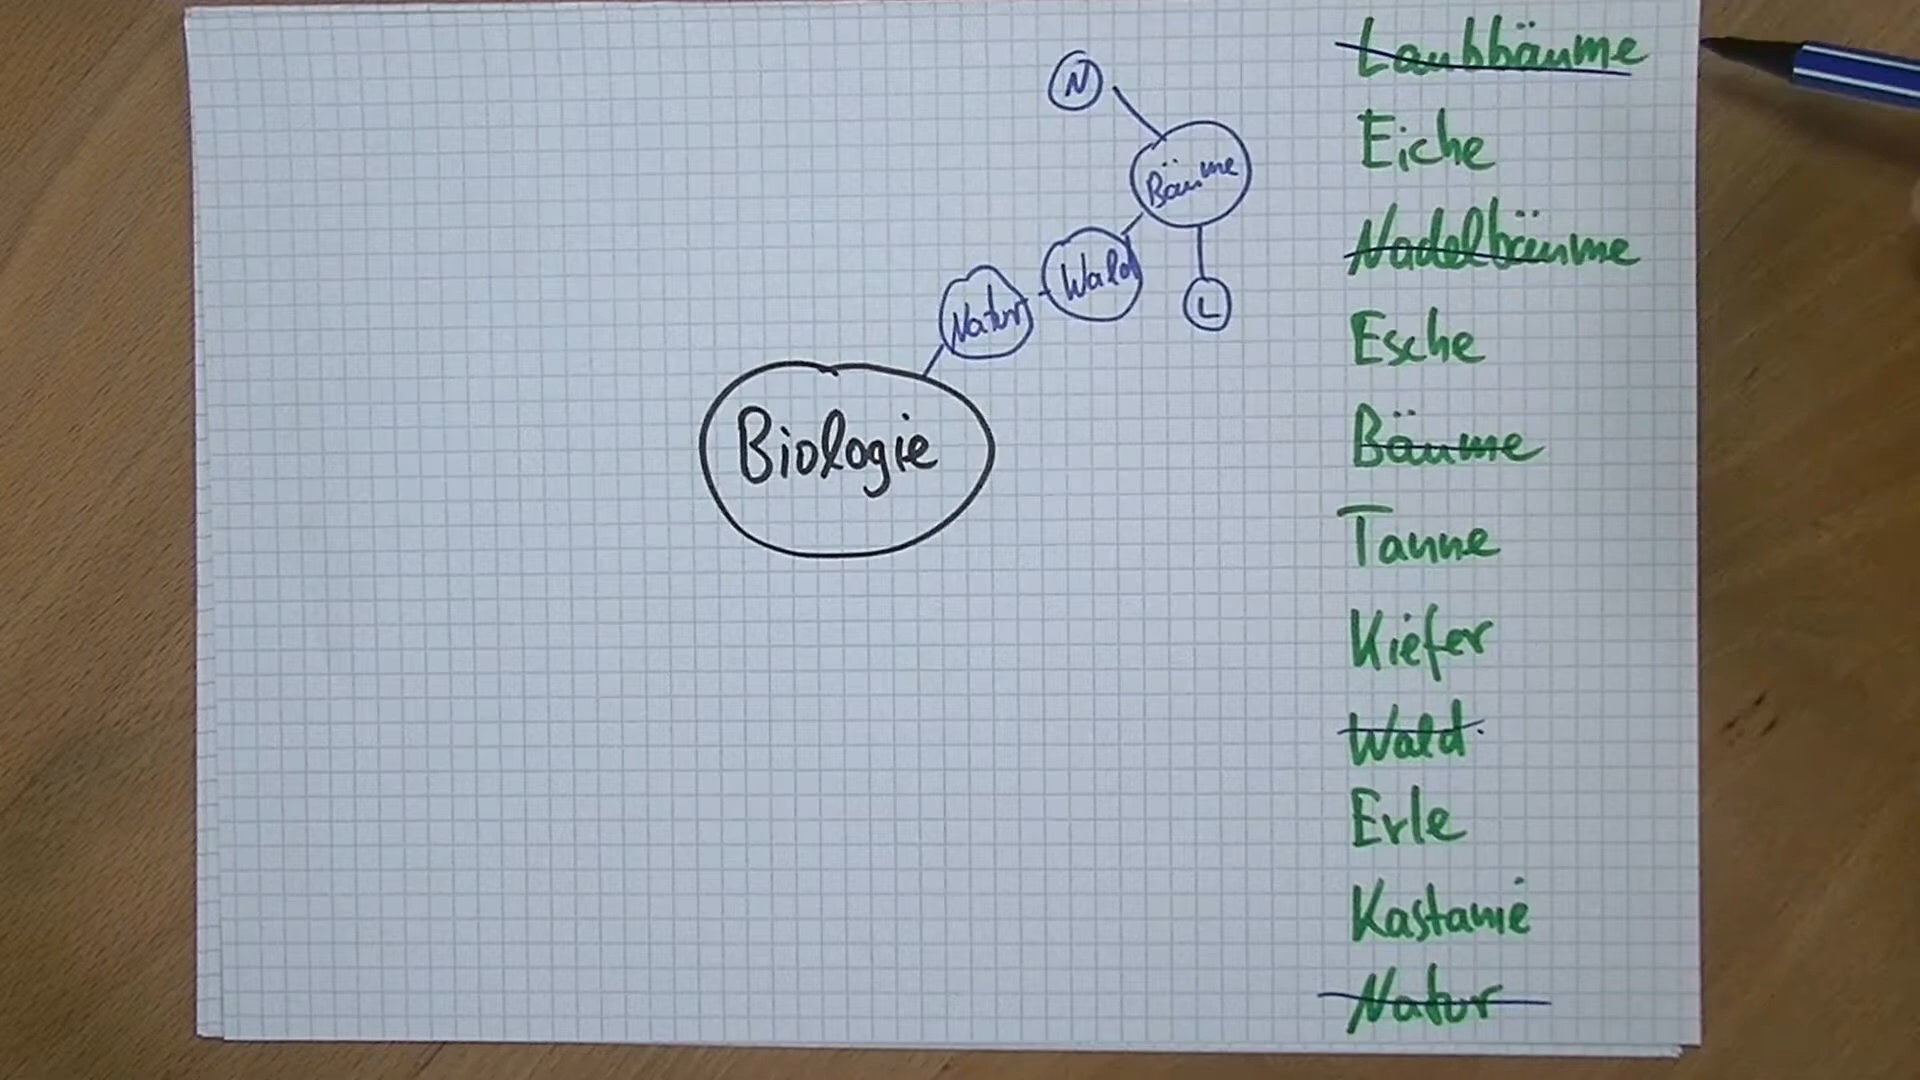 N
Bäume
Wald
Natur
L
Biologie
Laubbäume
Eiche
Nadelbäume
Esche
Bäume
Tanne
Kiefer
Wald
Erle
Kastanie
Natur